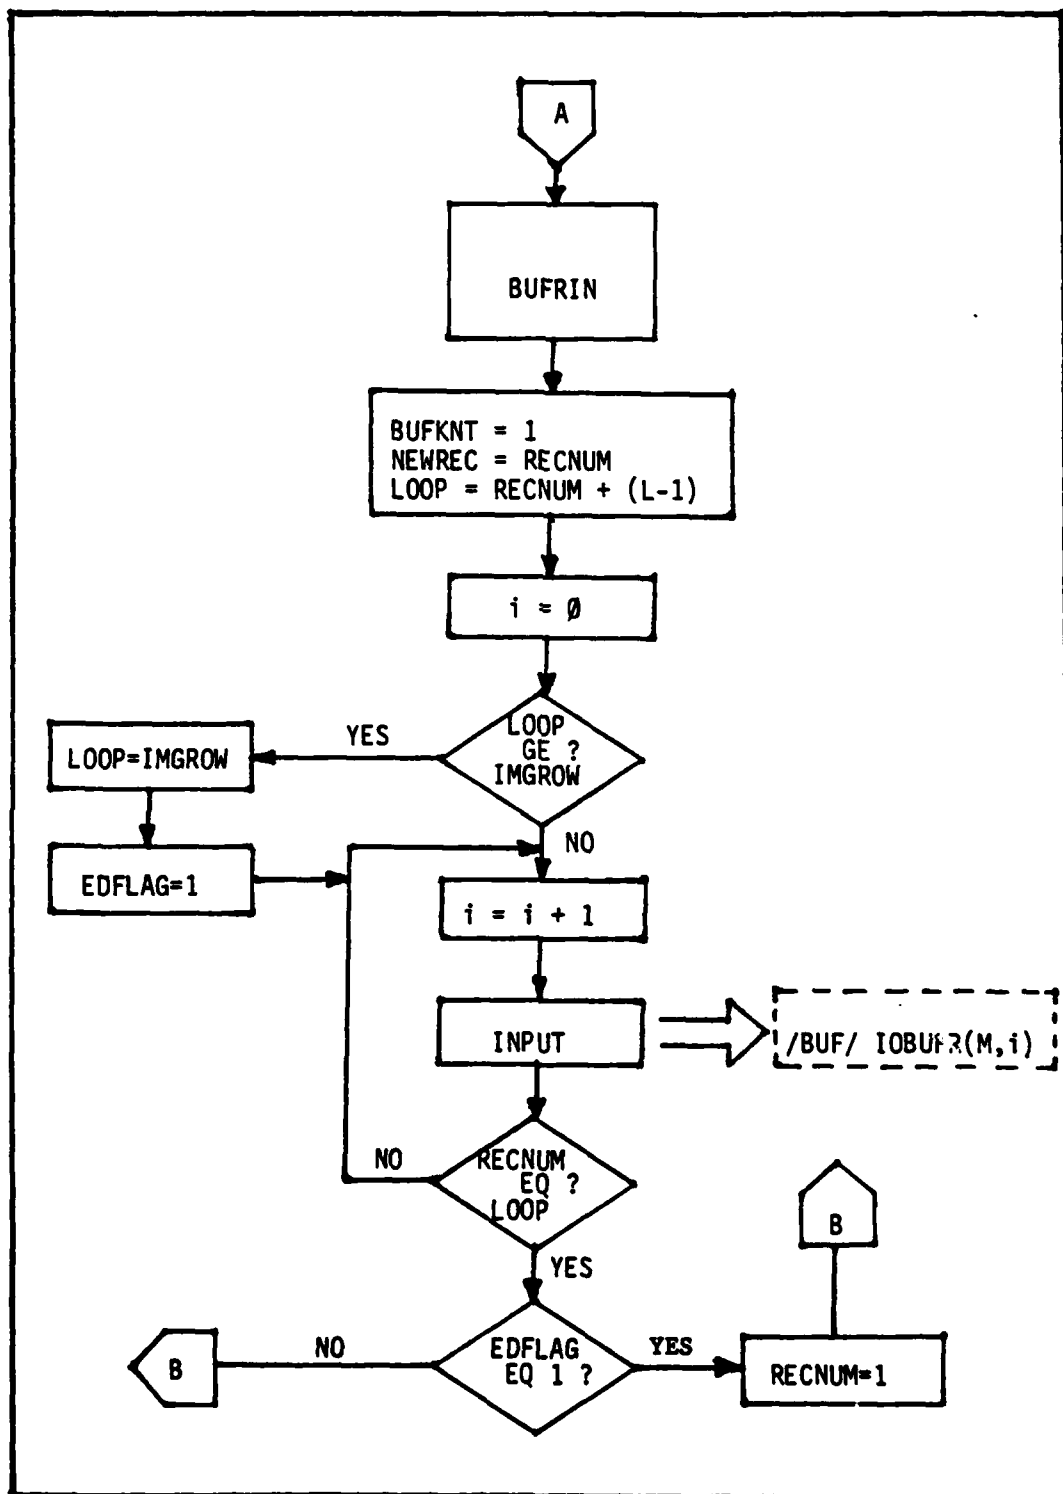 A
BUFRIN
BUFKNT = 1
NEWREC = RECNUM
LOOP = RECNUM + (L-1)
i = Ø
LOOP
GE ?
IMGROW
YES
LOOP=IMGROW
NO
EDFLAG=1
i = i + 1
INPUT
/BUF/ IOBUFR(M,i)
RECNUM
EQ ?
LOOP
NO
YES
B
EDFLAG
EQ 1 ?
NO
YES
B
RECNUM=1